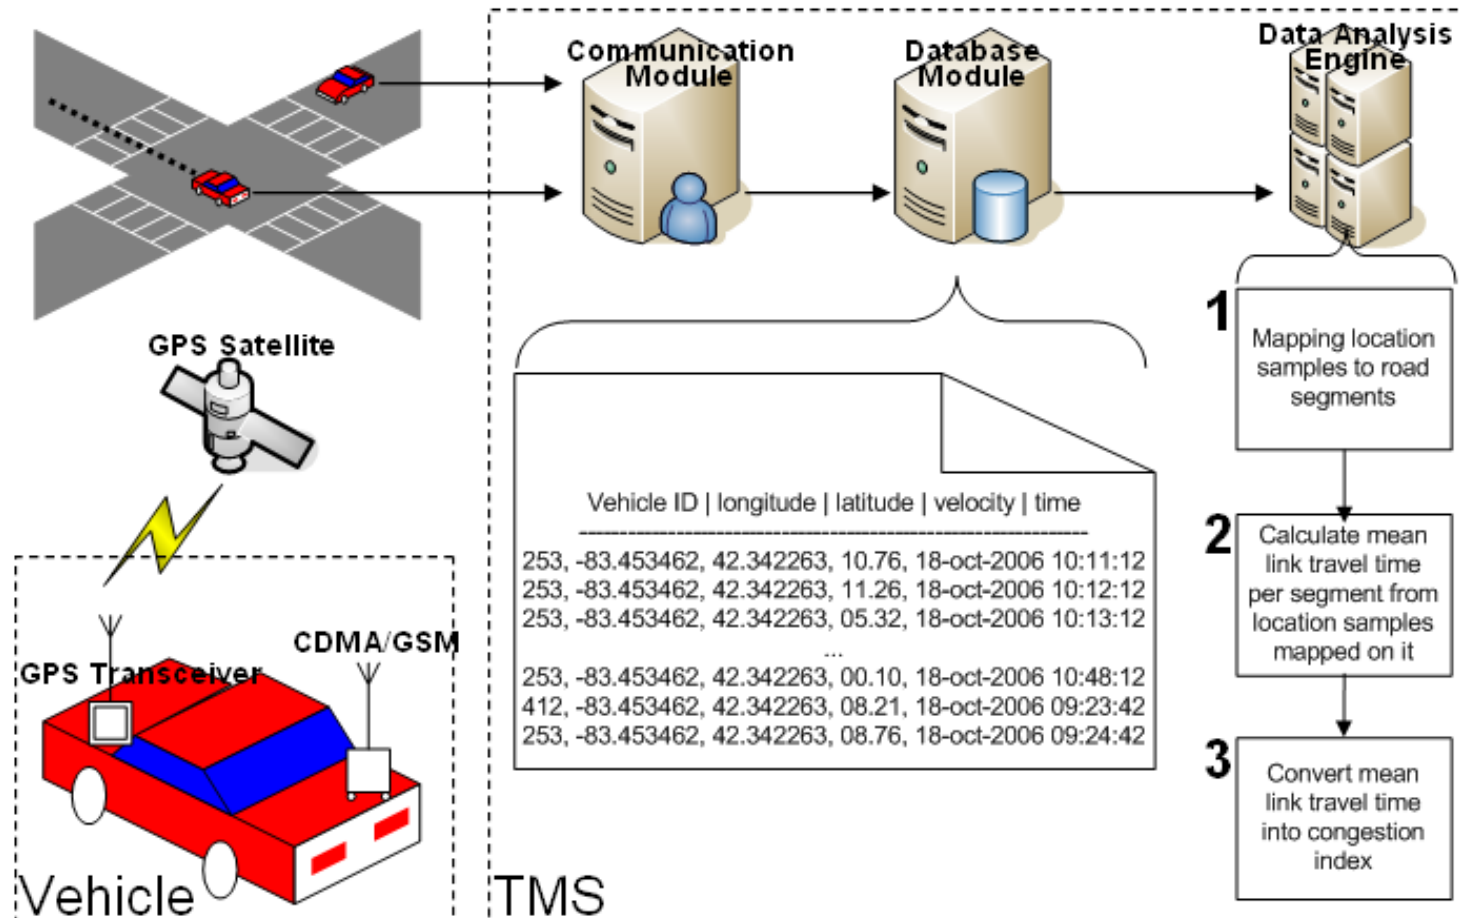 Communication
Module
Database
Module
Data Analysis
Engine
GPS Satellite
1
Mapping location
samples to road
segments
Vehicle ID | longitude | latitude | velocity | time
--------------------------------------------------------------
253, -83.453462, 42.342263, 10.76, 18-oct-2006 10:11:12
253, -83.453462, 42.342263, 11.26, 18-oct-2006 10:12:12
253, -83.453462, 42.342263, 05.32, 18-oct-2006 10:13:12
...
253, -83.453462, 42.342263, 00.10, 18-oct-2006 10:48:12
412, -83.453462, 42.342263, 08.21, 18-oct-2006 09:23:42
253, -83.453462, 42.342263, 08.76, 18-oct-2006 09:24:42
2
Calculate mean
link travel time
per segment from
location samples
mapped on it
3
Convert mean
link travel time
into congestion
index
CDMA/GSM
GPS Transceiver
Vehicle
TMS